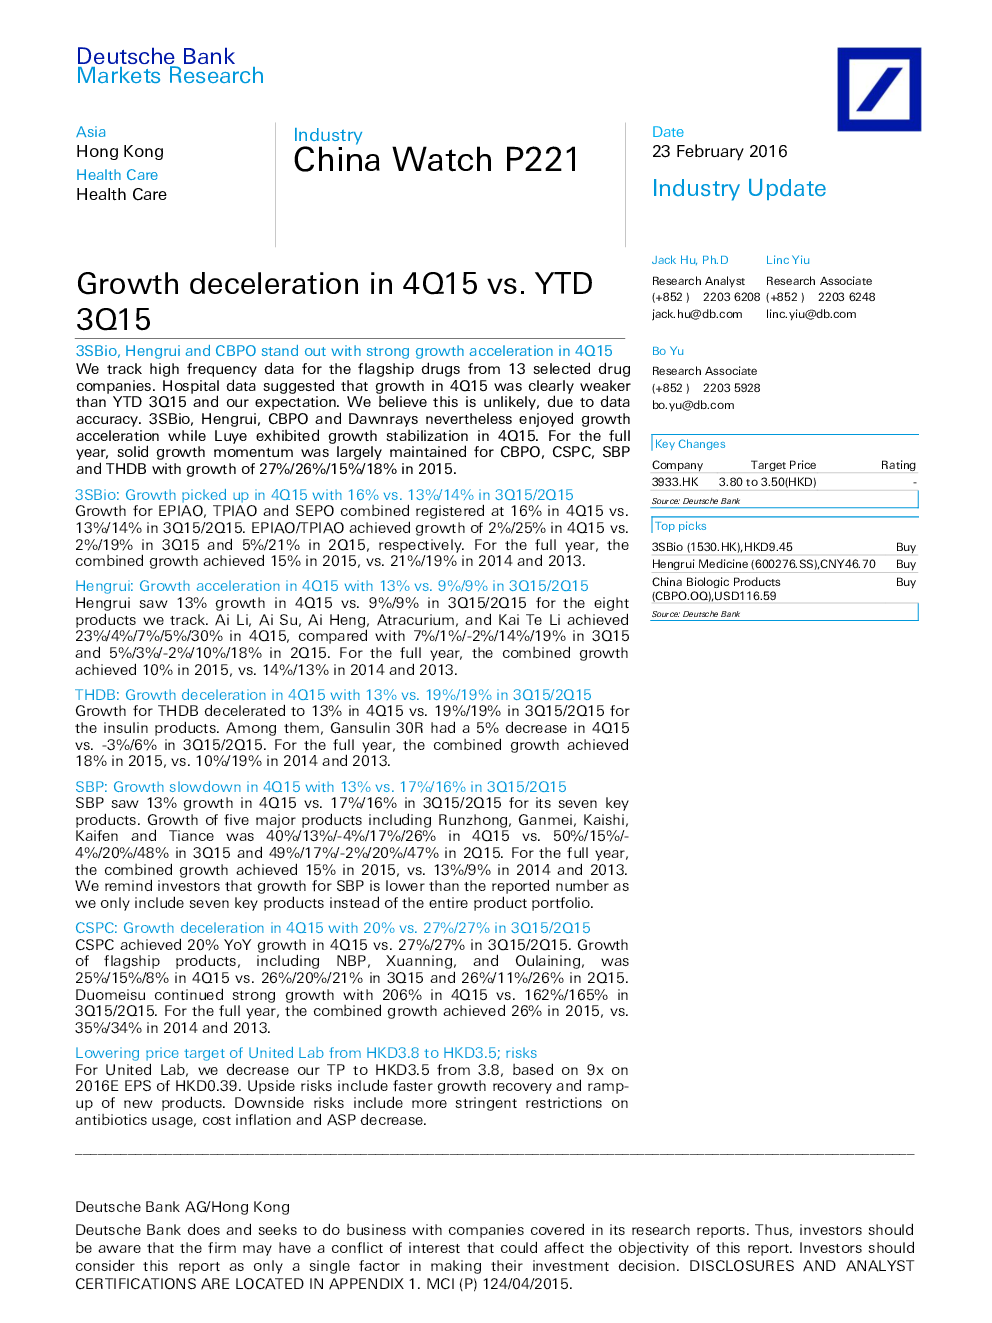 Deutsche Bank
Markets Research
Asia
Hong Kong
Health Care
Health Care
Industry
China Watch P221
Date
23 February 2016
Industry Update
Growth deceleration in 4Q15 vs. YTD
3Q15
3SBio, Hengrui and CBPO stand out with strong growth acceleration in 4Q15
We track high frequency data for the flagship drugs from 13 selected drug
companies. Hospital data suggested that growth in 4Q15 was clearly weaker
than YTD 3Q15 and our expectation. We believe this is unlikely, due to data
accuracy. 3SBio, Hengrui, CBPO and Dawnrays nevertheless enjoyed growth
acceleration while Luye exhibited growth stabilization in 4Q15. For the full
year, solid growth momentum was largely maintained for CBPO, CSPC, SBP
and THDB with growth of 27%/26%/15%/18% in 2015.
3SBio: Growth picked up in 4Q15 with 16% vs. 13%/14% in 3Q15/2Q15
Growth for EPIAO, TPIAO and SEPO combined registered at 16% in 4Q15 vs.
13%/14% in 3Q15/2Q15. EPIAO/TPIAO achieved growth of 2%/25% in 4Q15 vs.
2%/19% in 3Q15 and 5%/21% in 2Q15, respectively. For the full year, the
combined growth achieved 15% in 2015, vs. 21%/19% in 2014 and 2013.
Hengrui: Growth acceleration in 4Q15 with 13% vs. 9%/9% in 3Q15/2Q15
Hengrui saw 13% growth in 4Q15 vs. 9%/9% in 3Q15/2Q15 for the eight
products we track. Ai Li, Ai Su, Ai Heng, Atracurium, and Kai Te Li achieved
23%/4%/7%/5%/30% in 4Q15, compared with 7%/1%/-2%/14%/19% in 3Q15
and 5%/3%/-2%/10%/18% in 2Q15. For the full year, the combined growth
achieved 10% in 2015, vs. 14%/13% in 2014 and 2013.
THDB: Growth deceleration in 4Q15 with 13% vs. 19%/19% in 3Q15/2Q15
Growth for THDB decelerated to 13% in 4Q15 vs. 19%/19% in 3Q15/2Q15 for
the insulin products. Among them, Gansulin 30R had a 5% decrease in 4Q15
vs. -3%/6% in 3Q15/2Q15. For the full year, the combined growth achieved
18% in 2015, vs. 10%/19% in 2014 and 2013.
SBP: Growth slowdown in 4Q15 with 13% vs. 17%/16% in 3Q15/2Q15
SBP saw 13% growth in 4Q15 vs. 17%/16% in 3Q15/2Q15 for its seven key
products. Growth of five major products including Runzhong, Ganmei, Kaishi,
Kaifen and Tiance was 40%/13%/-4%/17%/26% in 4Q15 vs. 50%/15%/-
4%/20%/48% in 3Q15 and 49%/17%/-2%/20%/47% in 2Q15. For the full year,
the combined growth achieved 15% in 2015, vs. 13%/9% in 2014 and 2013.
We remind investors that growth for SBP is lower than the reported number as
we only include seven key products instead of the entire product portfolio.
CSPC: Growth deceleration in 4Q15 with 20% vs. 27%/27% in 3Q15/2Q15
CSPC achieved 20% YoY growth in 4Q15 vs. 27%/27% in 3Q15/2Q15. Growth
of flagship products, including NBP, Xuanning, and Oulaining, was
25%/15%/8% in 4Q15 vs. 26%/20%/21% in 3Q15 and 26%/11%/26% in 2Q15.
Duomeisu continued strong growth with 206% in 4Q15 vs. 162%/165% in
3Q15/2Q15. For the full year, the combined growth achieved 26% in 2015, vs.
35%/34% in 2014 and 2013.
Lowering price target of United Lab from HKD3.8 to HKD3.5; risks
For United Lab, we decrease our TP to HKD3.5 from 3.8, based on 9x on
2016E EPS of HKD0.39. Upside risks include faster growth recovery and ramp-
up of new products. Downside risks include more stringent restrictions on
antibiotics usage, cost inflation and ASP decrease.
Jack Hu, Ph.D Linc Yiu
Research Analyst Research Associate
(+852 ) 2203 6208 (+852 ) 2203 6248
jack.hu@db.com linc.yiu@db.com
Bo Yu
Research Associate
(+852 ) 2203 5928
bo.yu@db.com
Key Changes
Company Target Price Rating
3933.HK 3.80 to 3.50(HKD) -
Source: Deutsche Bank
Top picks
3SBio (1530.HK),HKD9.45 Buy
Hengrui Medicine (600276.SS),CNY46.70 Buy
China Biologic Products Buy
(CBPO.OQ),USD116.59
Source: Deutsche Bank
Deutsche Bank AG/Hong Kong
Deutsche Bank does and seeks to do business with companies covered in its research reports. Thus, investors should
be aware that the firm may have a conflict of interest that could affect the objectivity of this report. Investors should
consider this report as only a single factor in making their investment decision. DISCLOSURES AND ANALYST
CERTIFICATIONS ARE LOCATED IN APPENDIX 1. MCI (P) 124/04/2015.